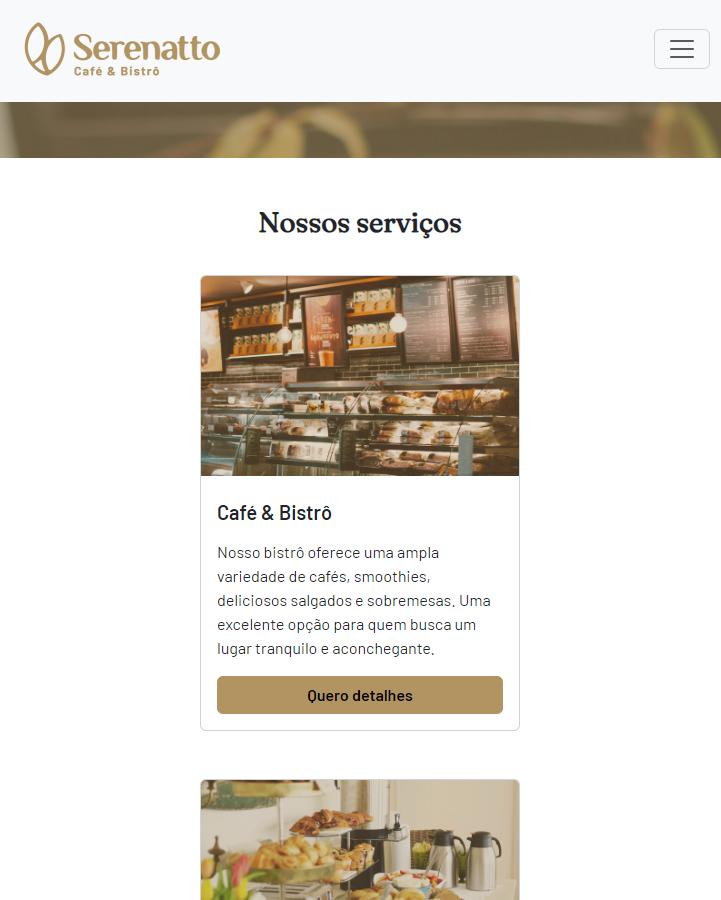 Serenatto
Café & Bistrô
Nossos serviços
Café & Bistrô
Nosso bistrô oferece uma ampla
variedade de cafés, smoothies,
deliciosos salgados e sobremesas. Uma
excelente opção para quem busca um
lugar tranquilo e aconchegante.
Quero detalhes